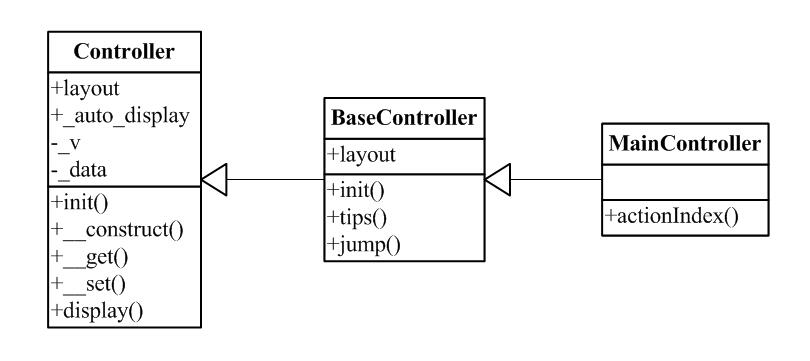 Controller
+layout
+_auto_display
-_v
-_data
+init()
+__construct()
+__get()
+__set()
+display()
BaseController
+layout
+init()
+tips()
+jump()
MainController
+actionIndex()